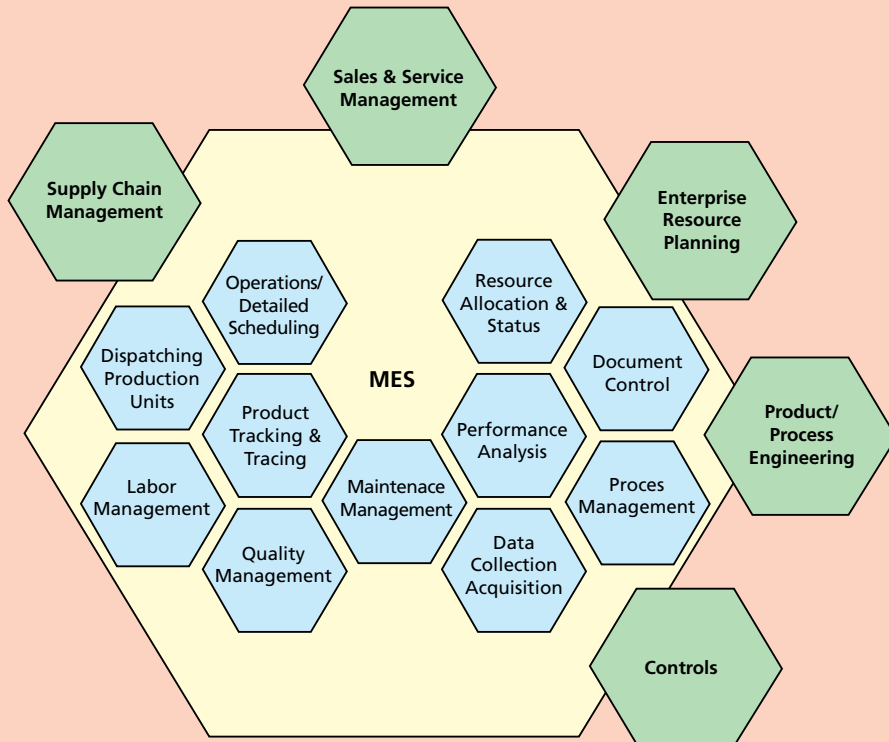 Sales & Service
Management
Supply Chain
Management
Enterprise
Resource
Planning
Operations/
Detailed
Scheduling
Resource
Allocation &
Status
Dispatching
Production
Units
MES
Document
Control
Product
Tracking &
Tracing
Performance
Analysis
Product/
Process
Engineering
Labor
Management
Maintenace
Management
Proces
Management
Quality
Management
Data
Collection
Acquisition
Controls